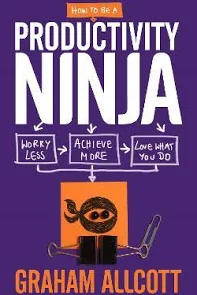 HOW TO BE A
PRODUCTIVITY
NINJA
WORRY LESS
ACHIEVE MORE
LOVE WHAT YOU DO
GRAHAM ALLCOTT